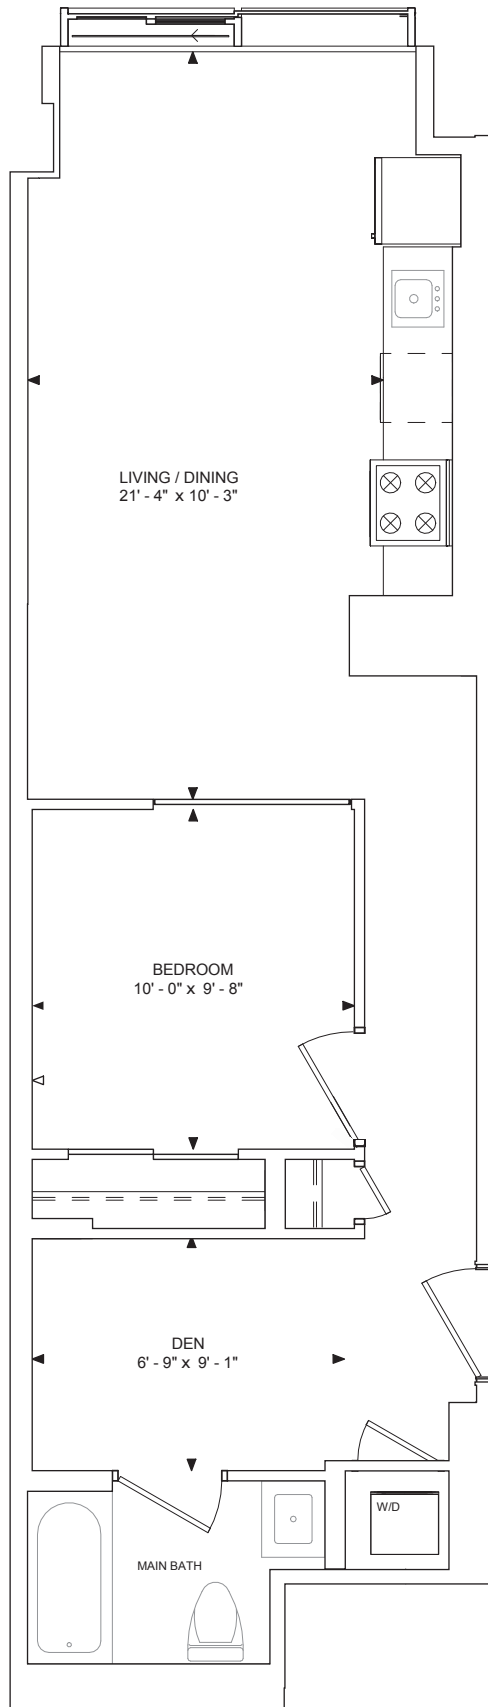 LIVING / DINING
21' - 4" x 10' - 3"
BEDROOM
10' - 0" x 9' - 8"
DEN
6' - 9" x 9' - 1"
W/D
MAIN BATH